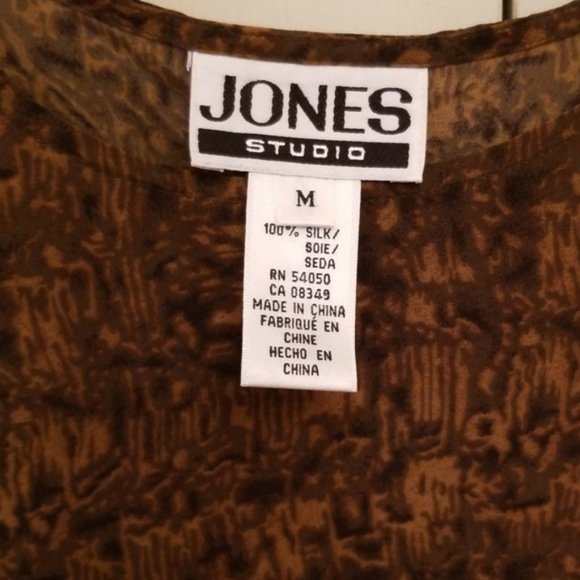 JONES
STUDIO
M
100% SILK/
SOIE/
SEDA
RN 54050
CA 08349
MADE IN CHINA
FABRIQUÉ EN
CHINE
HECHO EN
CHINA